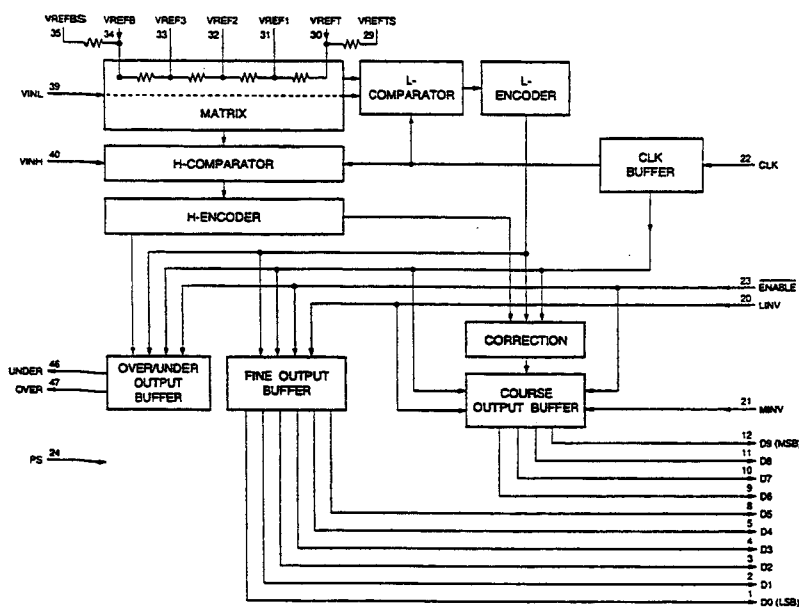 VREFBS VREFB VREF3 VREF2 VREF1 VREFT VREFTS
35 34 33 32 31 30 29
VINL 39
MATRIX
L-COMPARATOR
L-ENCODER
VINH 40
H-COMPARATOR
CLK BUFFER
22 CLK
H-ENCODER
23 ENABLE
20 LINV
CORRECTION
UNDER 46
OVER 47
OVER/UNDER OUTPUT BUFFER
FINE OUTPUT BUFFER
COURSE OUTPUT BUFFER
21 MINV
PS 24
12 D9 (MSB)
11 D8
10 D7
9 D6
8 D5
5 D4
4 D3
3 D2
2 D1
1 D0 (LSB)